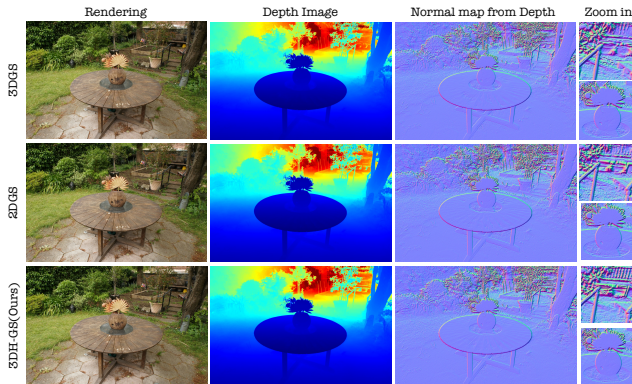 Rendering Depth Image Normal map from Depth Zoom in
3DGS
2DGS
3DH-GS(Ours)